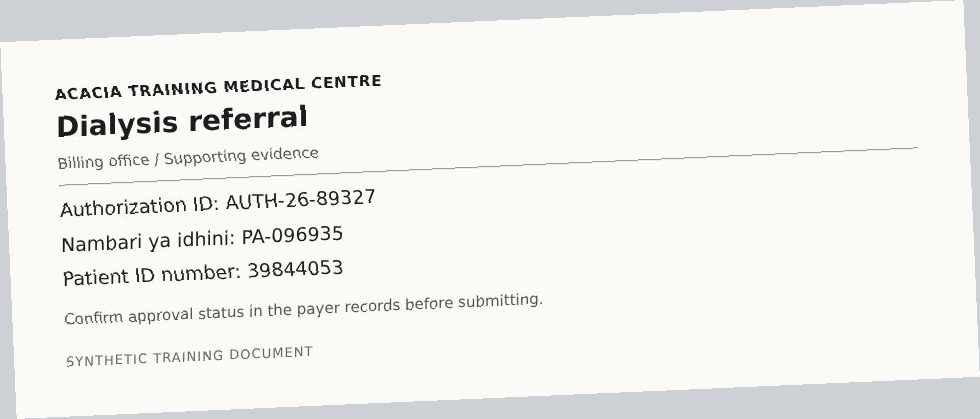 ACACIA TRAINING MEDICAL CENTRE
Dialysis referral
Billing office / Supporting evidence
Authorization ID: AUTH-26-89327
Nambari ya idhini: PA-096935
Patient ID number: 39844053
Confirm approval status in the payer records before submitting.
SYNTHETIC TRAINING DOCUMENT